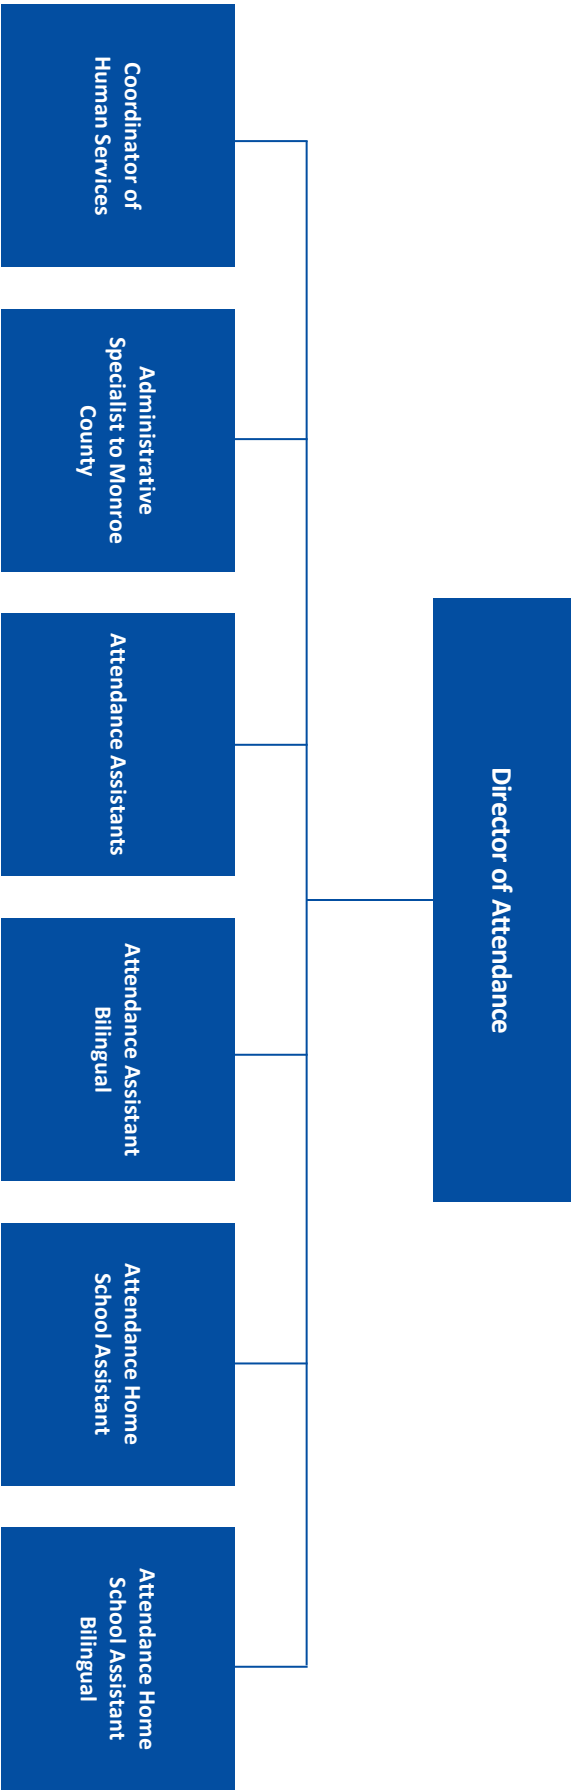 Director of Attendance
Coordinator of
Human Services
Administrative
Specialist to Monroe
County
Attendance Assistants
Attendance Assistant
Bilingual
Attendance Home
School Assistant
Attendance Home
School Assistant
Bilingual